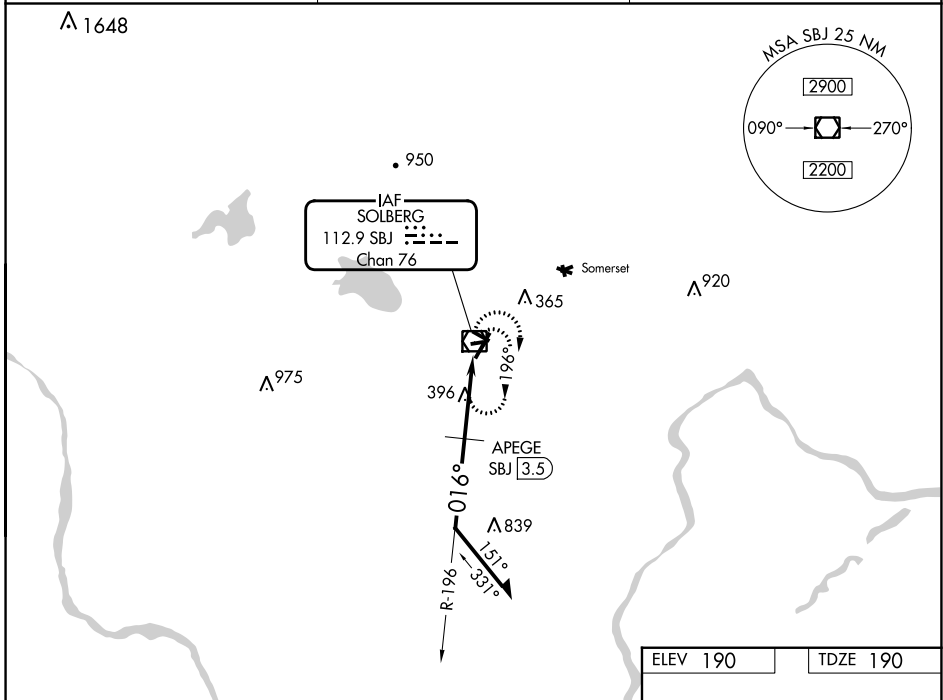 1648
MSA SBJ 25 NM
2900
090°
270°
2200
950
IAF
SOLBERG
112.9 SBJ
Chan 76
Somerset
920
365
975
196°
396
APEGE
SBJ 3.5
016°
839
151°
331°
R-196
ELEV 190
TDZE 190